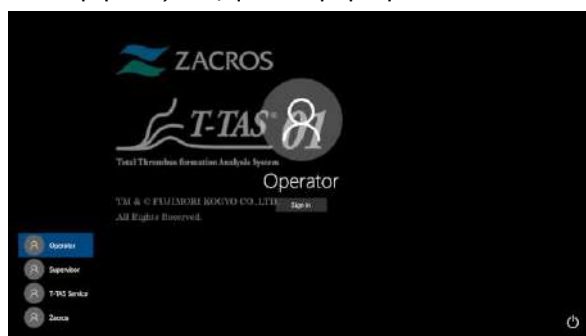 ZACROS
T-TAS® 01
Total Thrombus formation Analysis System
Operator
TM & © FUJIMORI KOGYO CO., LTD.
Sign in
All Rights Reserved.
Operator
Supervisor
T-TAS Service
Zacros